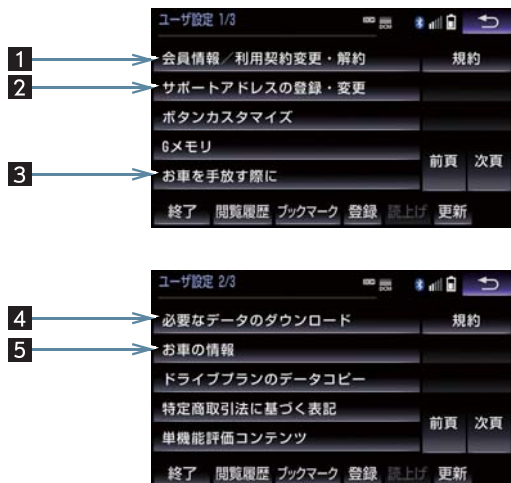 ユーザ設定 1/3
DCM
1 会員情報／利用契約変更・解約 規約
2 サポートアドレスの登録・変更
ボタンカスタマイズ
Gメモリ
前頁 次頁
3 お車を手放す際に
終了 閲覧履歴 ブックマーク 登録 読上げ 更新
ユーザ設定 2/3
DCM
4 必要なデータのダウンロード 規約
5 お車の情報
ドライブプランのデータコピー
特定商取引法に基づく表記
前頁 次頁
単機能評価コンテンツ
終了 閲覧履歴 ブックマーク 登録 読上げ 更新